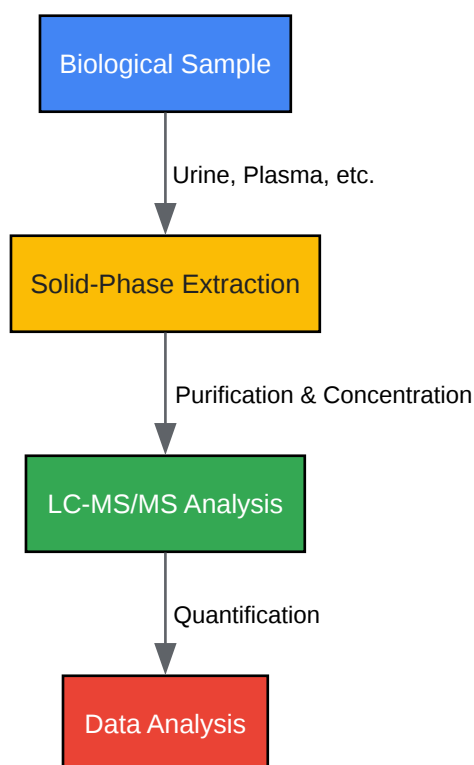 Biological Sample
Urine, Plasma, etc.
Solid-Phase Extraction
Purification & Concentration
LC-MS/MS Analysis
Quantification
Data Analysis